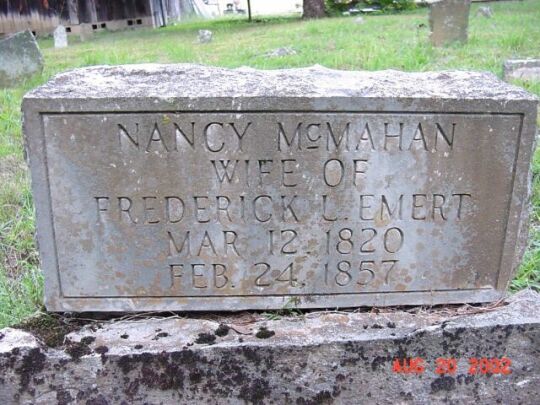 NANCY McMAHAN
WIFE OF
FREDERICK L. EMERT
MAR. 12, 1820
FEB. 24, 1857
AUG 20 2002